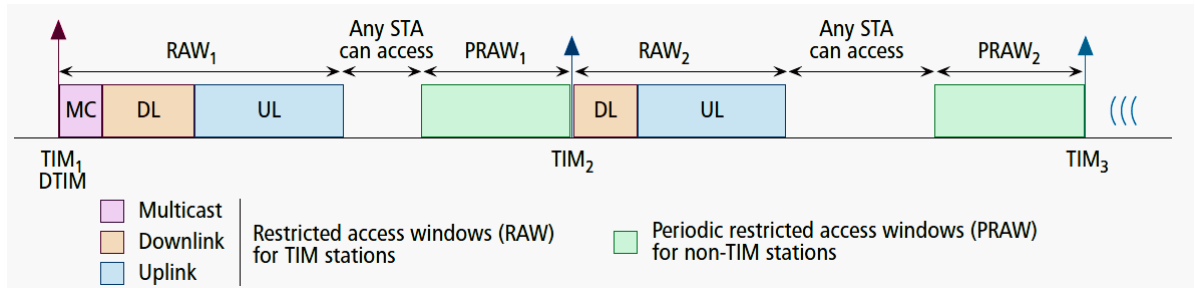 Any STA
can access
Any STA
can access
RAW₁
PRAW₁
RAW₂
PRAW₂
MC
DL
UL
DL
UL
TIM₁
DTIM
TIM₂
TIM₃
Multicast
Downlink
Uplink
Restricted access windows (RAW)
for TIM stations
Periodic restricted access windows (PRAW)
for non-TIM stations